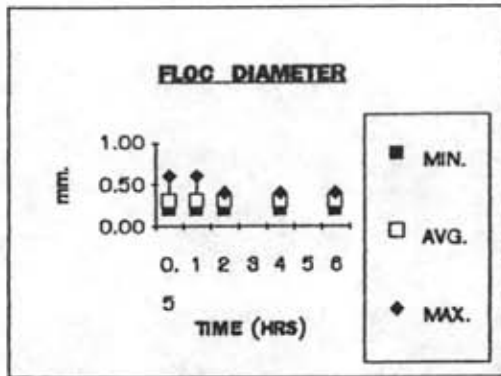 FLOC DIAMETER
1.00
0.50
0.00
mm.
0. 1 2 3 4 5 6
5
TIME (HRS)
MIN.
AVG.
MAX.